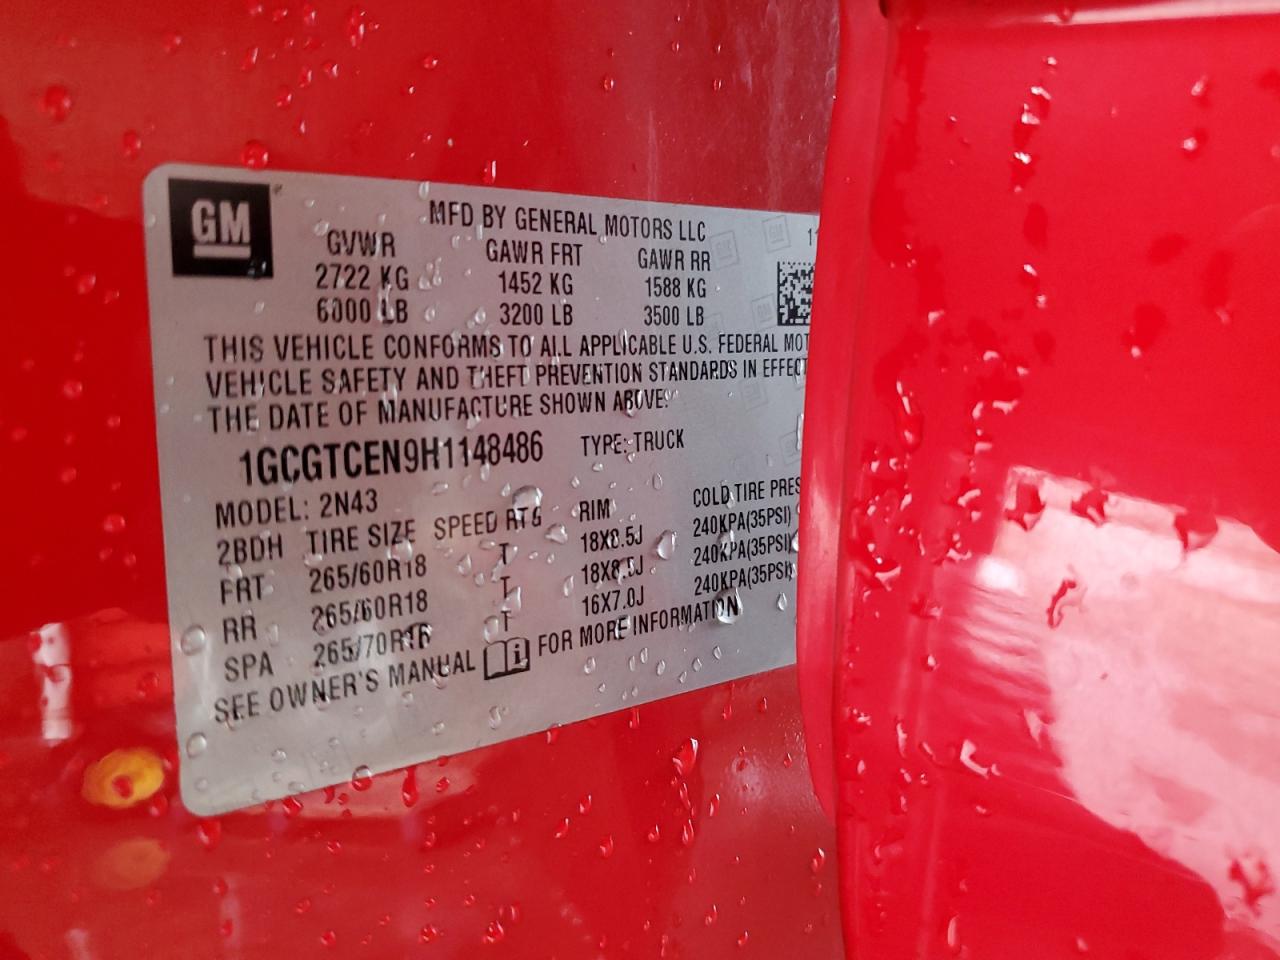 GM
MFD BY GENERAL MOTORS LLC
GVWR GAWR FRT GAWR RR
2722 KG 1452 KG 1588 KG
6000 LB 3200 LB 3500 LB
THIS VEHICLE CONFORMS TO ALL APPLICABLE U.S. FEDERAL MOT
VEHICLE SAFETY AND THEFT PREVENTION STANDARDS IN EFFECT
THE DATE OF MANUFACTURE SHOWN ABOVE.
1GCGTCEN9H1148486 TYPE: TRUCK
MODEL: 2N43
2BDH TIRE SIZE SPEED RTG RIM COLD TIRE PRES
FRT 265/60R18 T 18X8.5J 240KPA(35PSI)
RR 265/60R18 T 18X8.5J 240KPA(35PSI)
SPA 265/70R16 T 16X7.0J 240KPA(35PSI)
SEE OWNER'S MANUAL FOR MORE INFORMATION